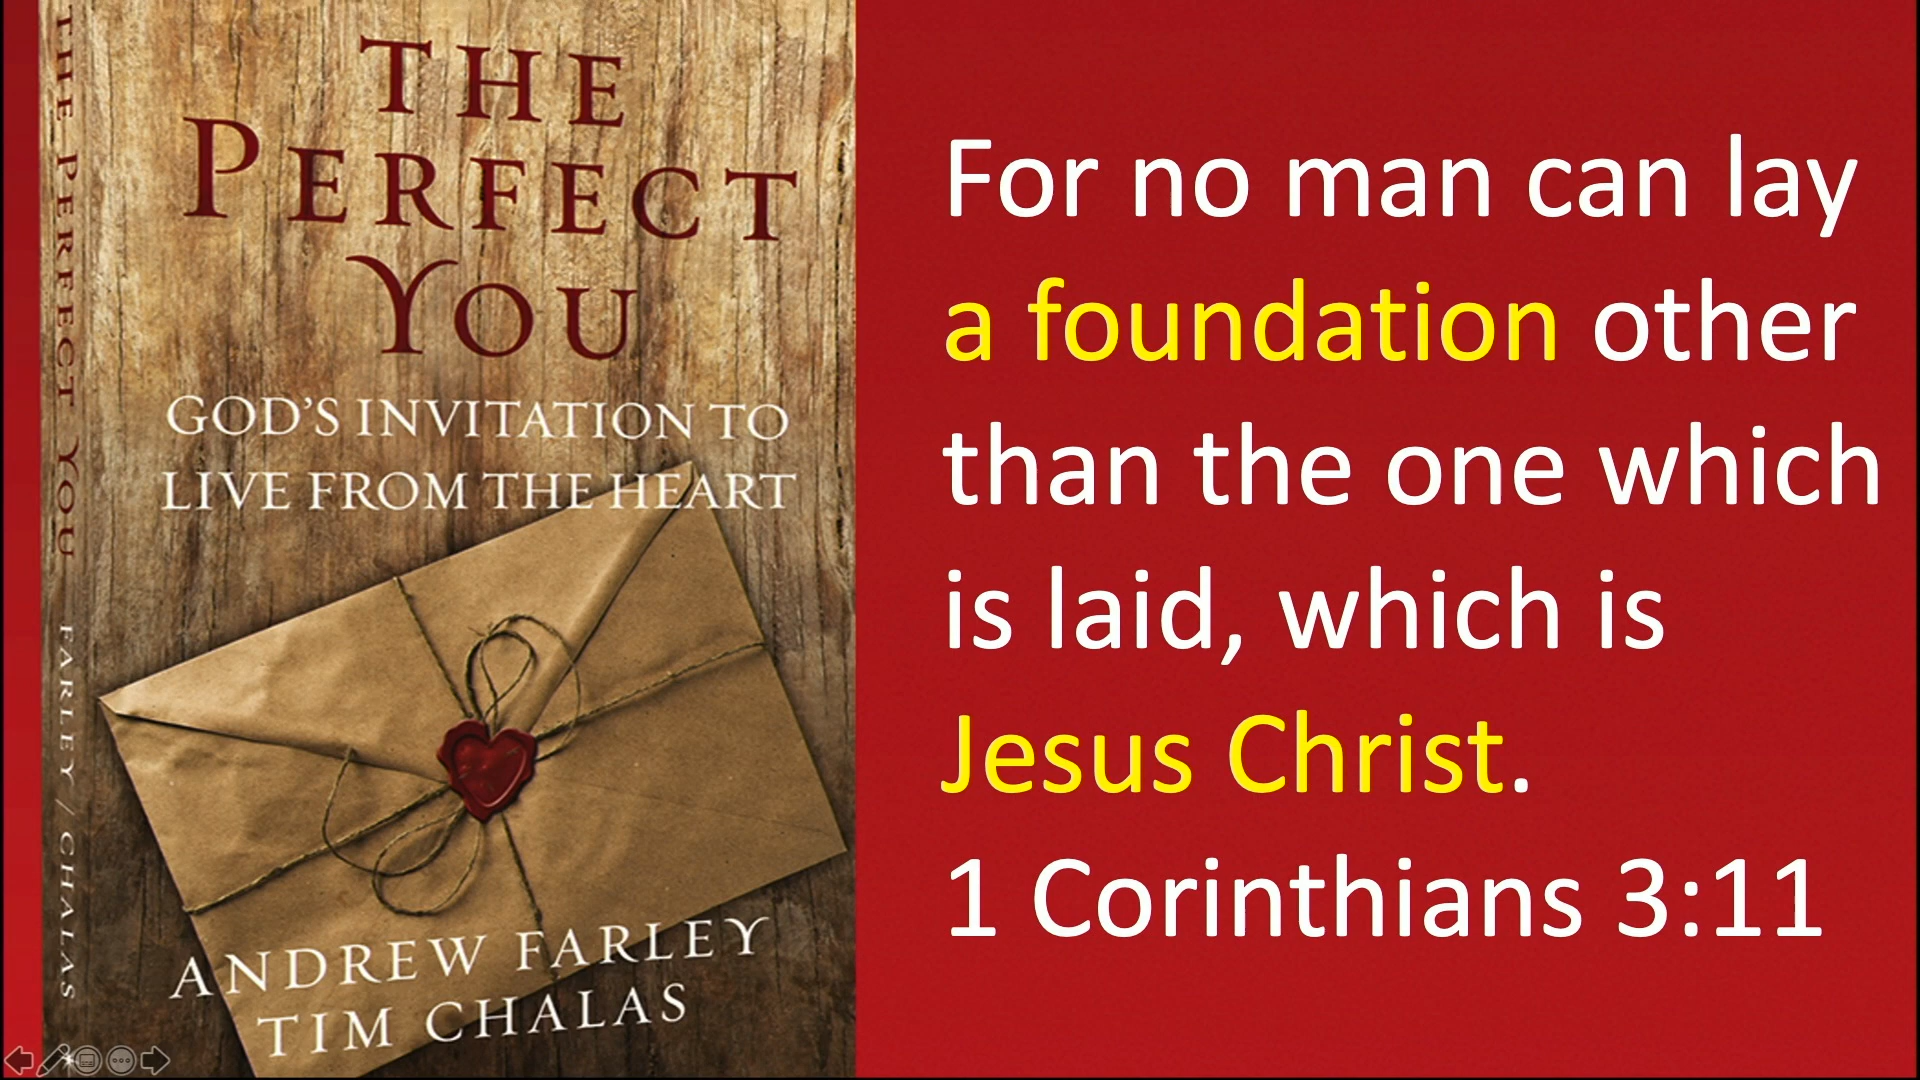 THE PERFECT YOU FARLEY / CHALAS
THE
PERFECT
YOU
GOD'S INVITATION TO
LIVE FROM THE HEART
ANDREW FARLEY
TIM CHALAS
For no man can lay
a foundation other
than the one which
is laid, which is
Jesus Christ.
1 Corinthians 3:11